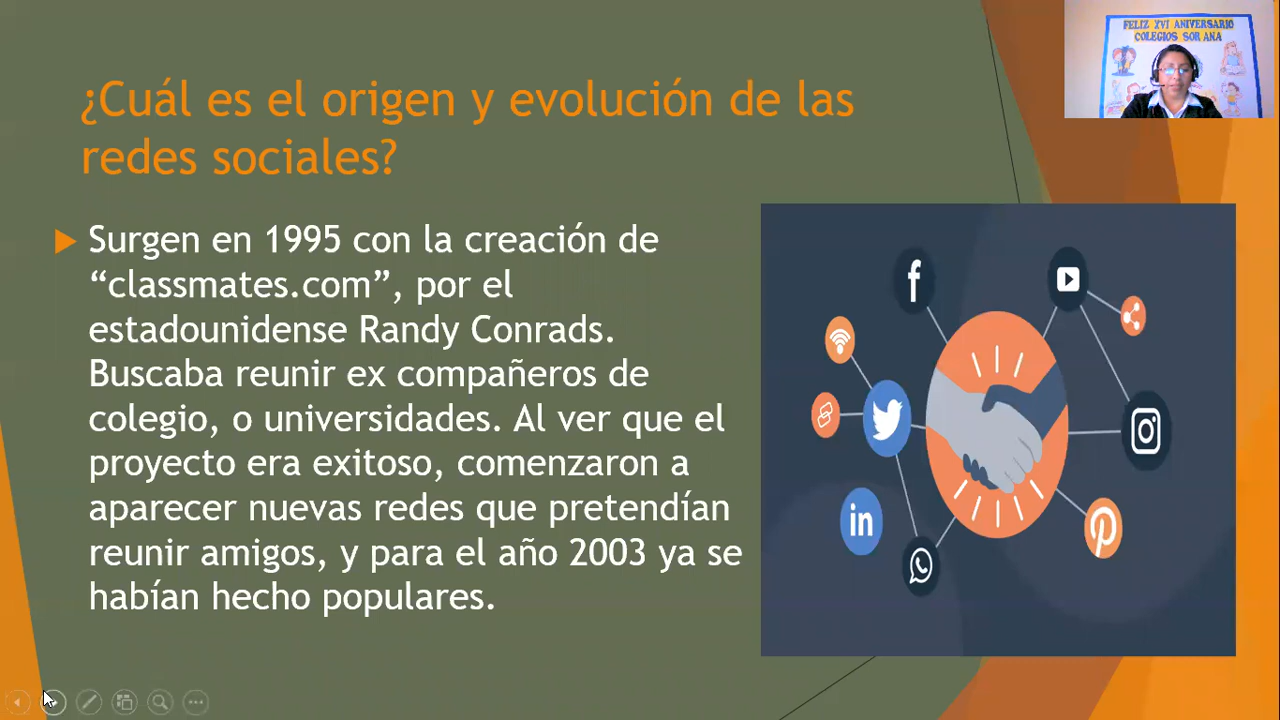 FELIZ XVI ANIVERSARIO
COLEGIOS SOR ANA
¿Cuál es el origen y evolución de las
redes sociales?
Surgen en 1995 con la creación de
“classmates.com”, por el
estadounidense Randy Conrads.
Buscaba reunir ex compañeros de
colegio, o universidades. Al ver que el
proyecto era exitoso, comenzaron a
aparecer nuevas redes que pretendían
reunir amigos, y para el año 2003 ya se
habían hecho populares.
f
in